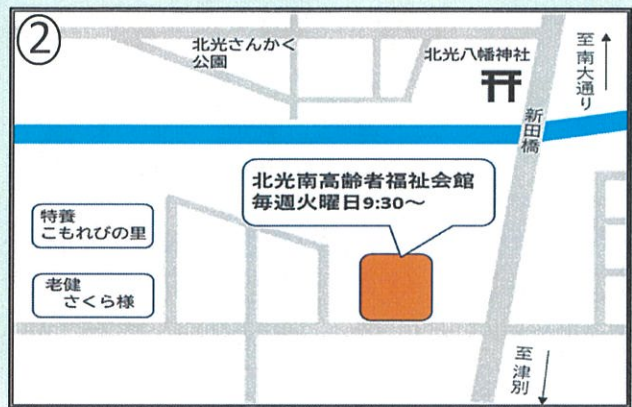 ②
北光さんかく
公園
北光八幡神社
至南大通り
新田橋
北光南高齢者福祉会館
毎週火曜日9:30～
特養
こもれびの里
老健
さくら様
至津別